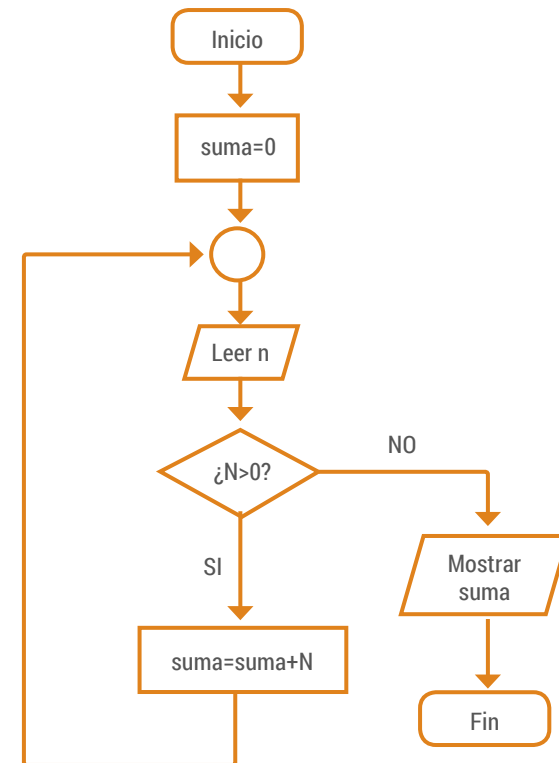 Inicio
suma=0
Leer n
¿N>0?
NO
SI
Mostrar
suma
suma=suma+N
Fin